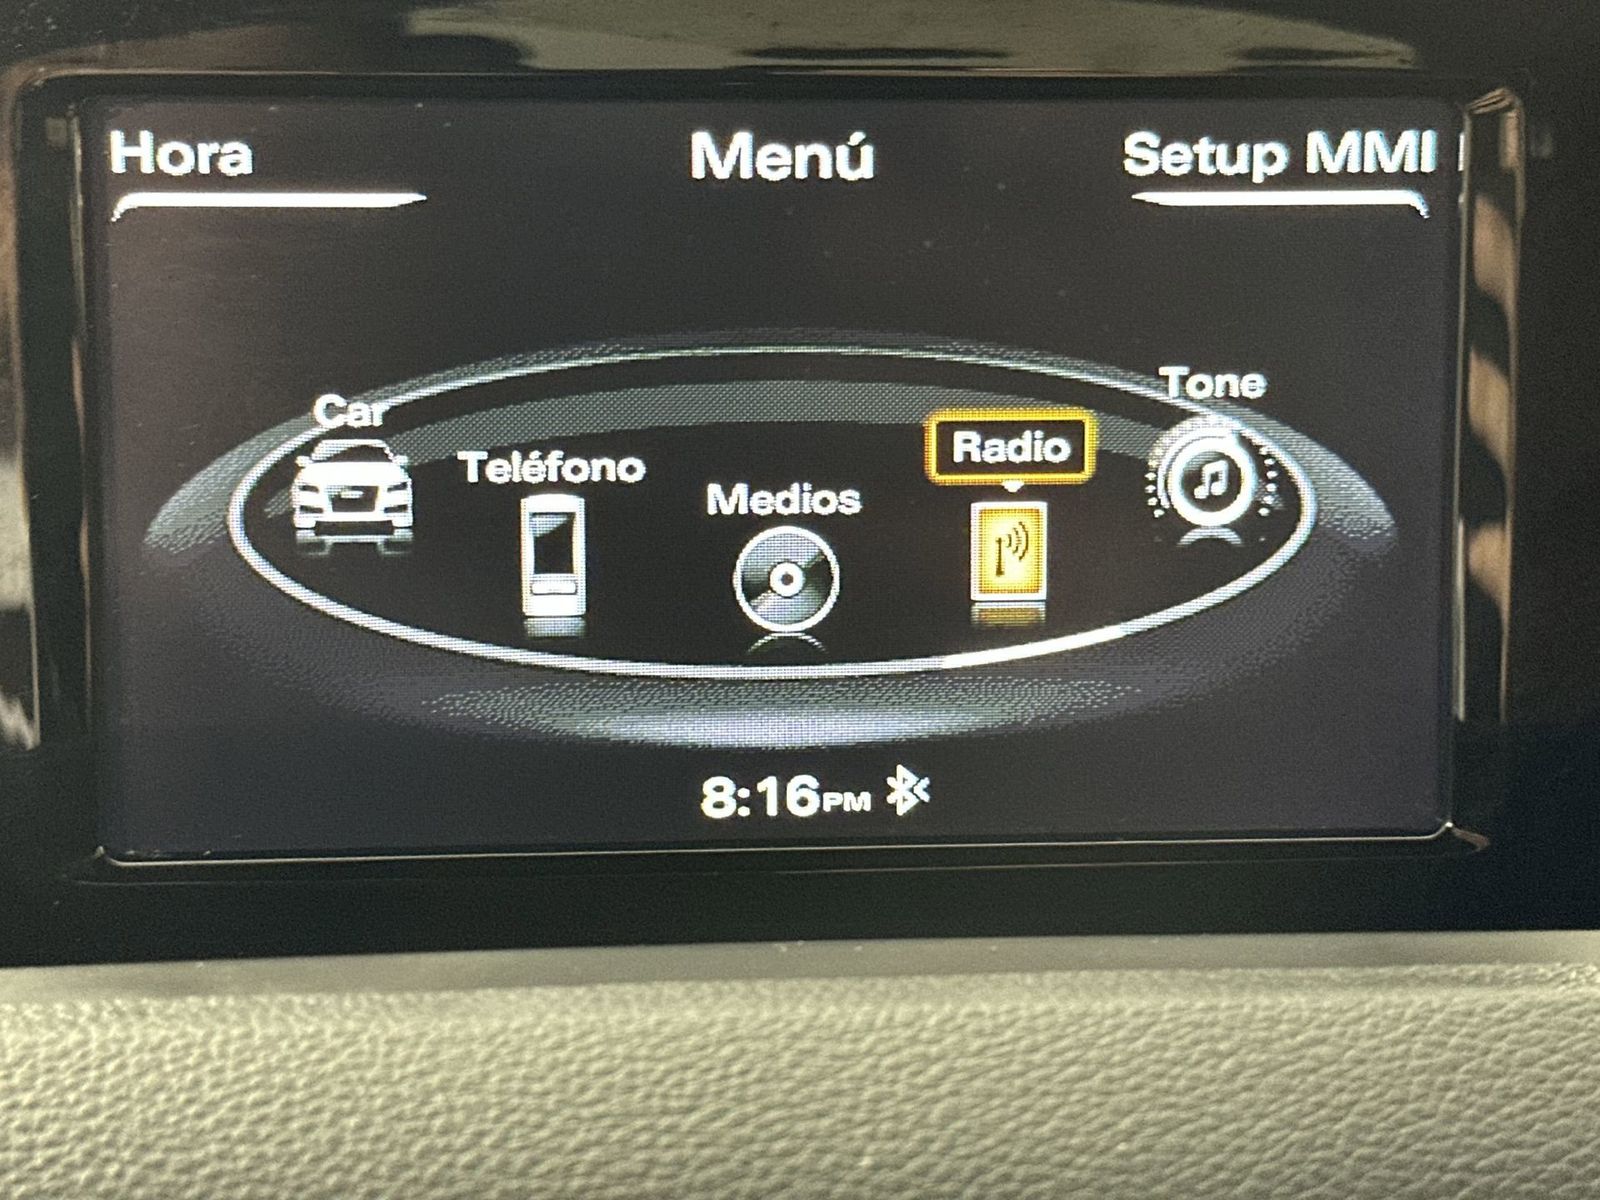 Hora
Menú
Setup MMI
Car
Teléfono
Medios
Radio
Tone
8:16PM